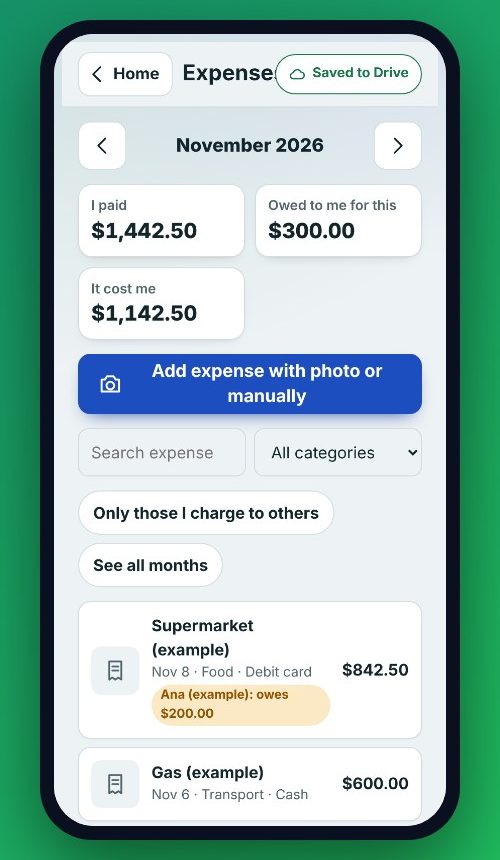 Home
Expense
Saved to Drive
November 2026
I paid
$1,442.50
Owed to me for this
$300.00
It cost me
$1,142.50
Add expense with photo or
manually
Search expense
All categories
Only those I charge to others
See all months
Supermarket
(example)
Nov 8 · Food · Debit card
$842.50
Ana (example): owes
$200.00
Gas (example)
Nov 6 · Transport · Cash
$600.00